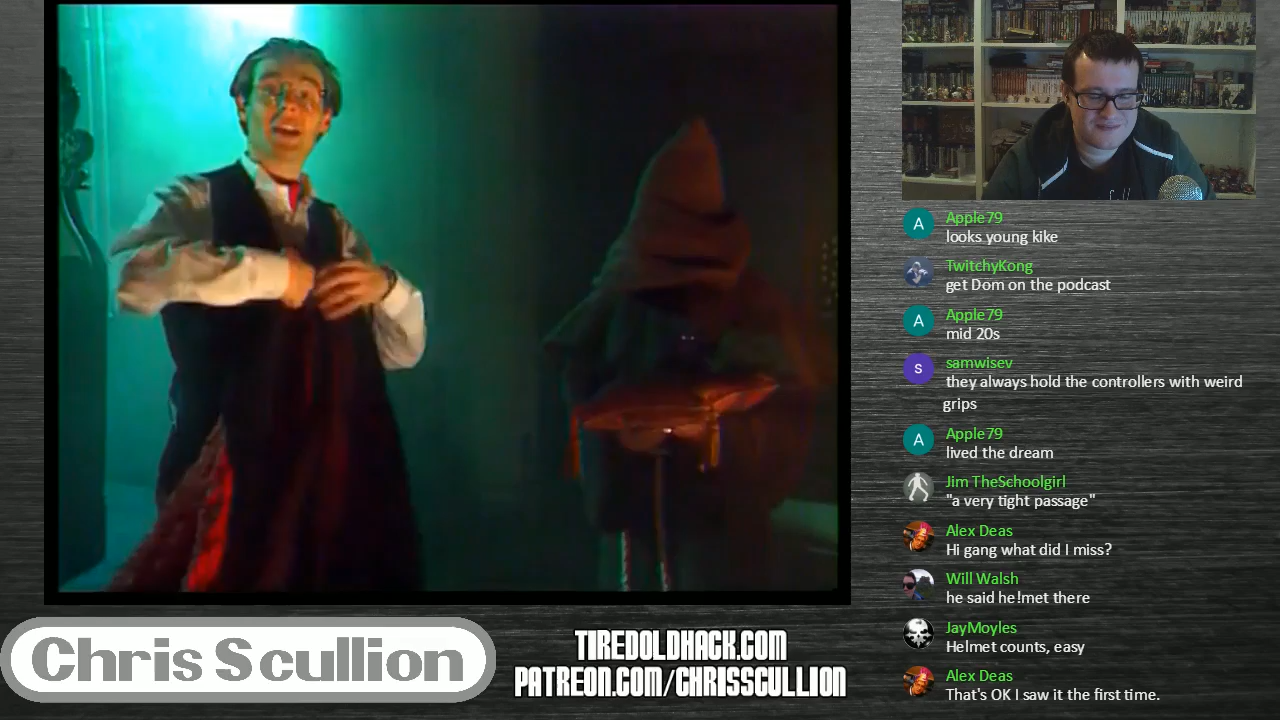 A
Apple79
looks young kike
TwitchyKong
get Dom on the podcast
A
Apple79
mid 20s
S
samwisev
they always hold the controllers with weird
grips
A
Apple79
lived the dream
Jim TheSchoolgirl
"a very tight passage"
Alex Deas
Hi gang what did I miss?
Will Walsh
he said he!met there
JayMoyles
Helmet counts, easy
Alex Deas
That's OK I saw it the first time.
Chris Scullion
TIREDOLDHACK.COM
PATREON.COM/CHRISSCULLION